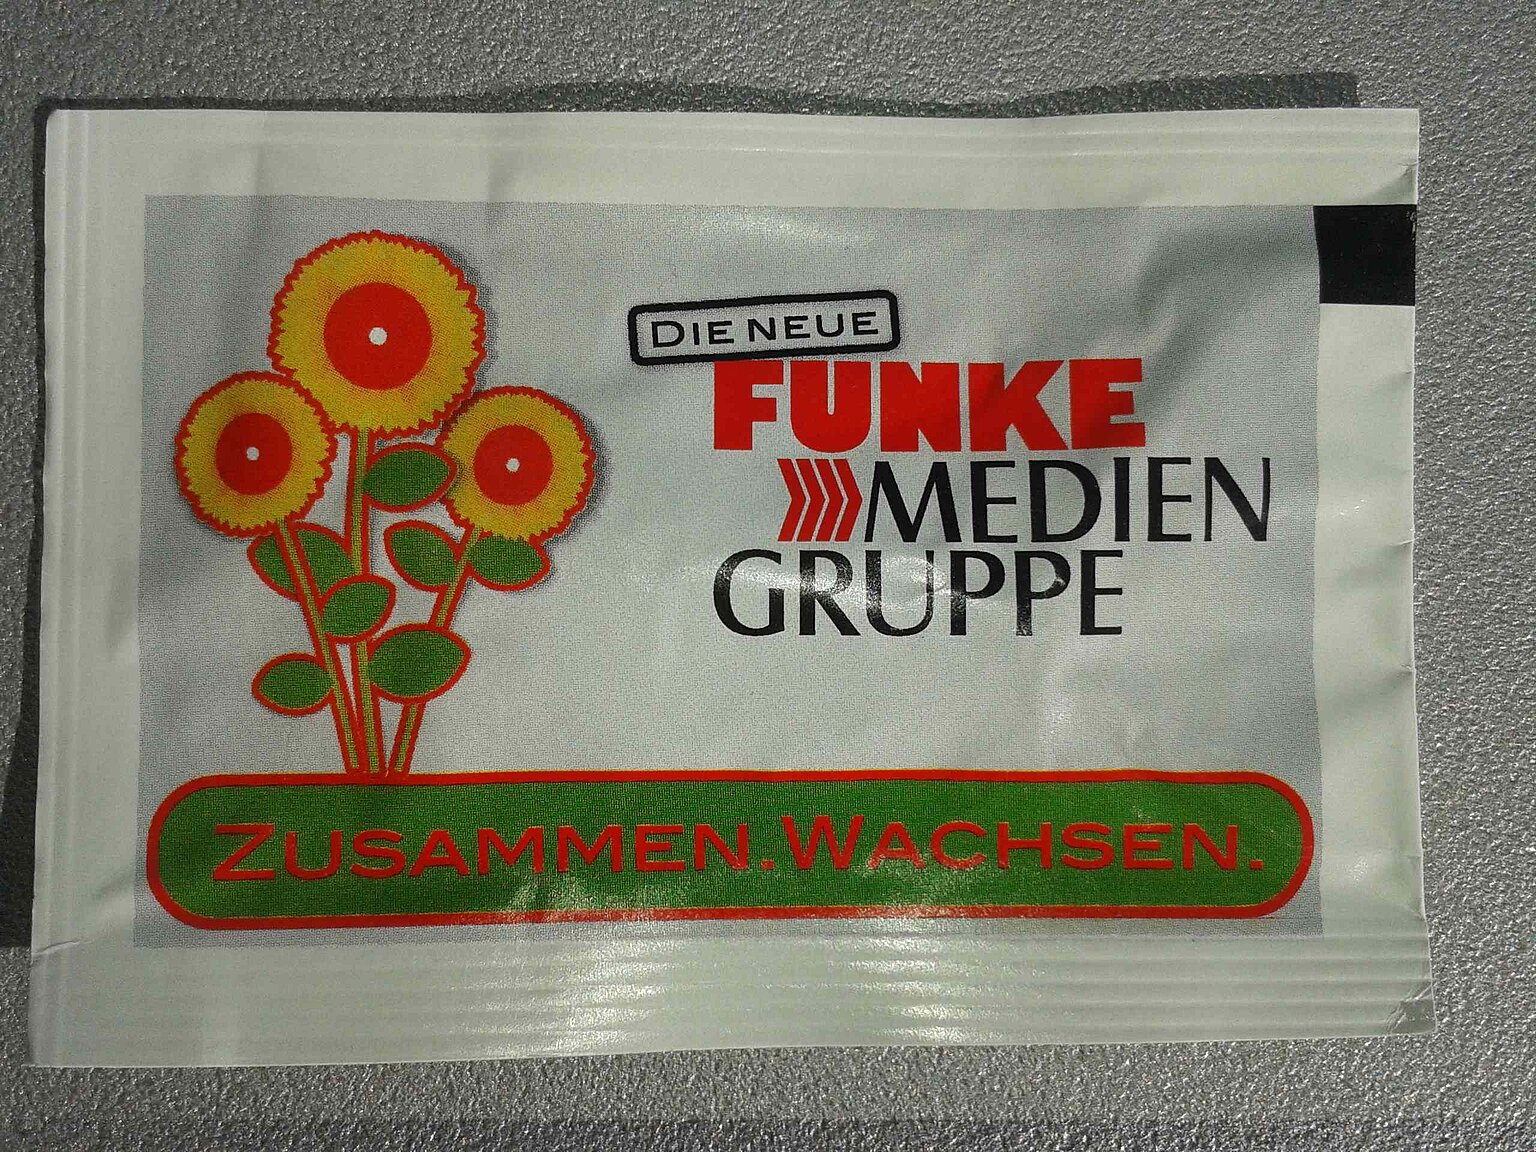 DIE NEUE
FUNKE
MEDIEN
GRUPPE
ZUSAMMEN. WACHSEN.